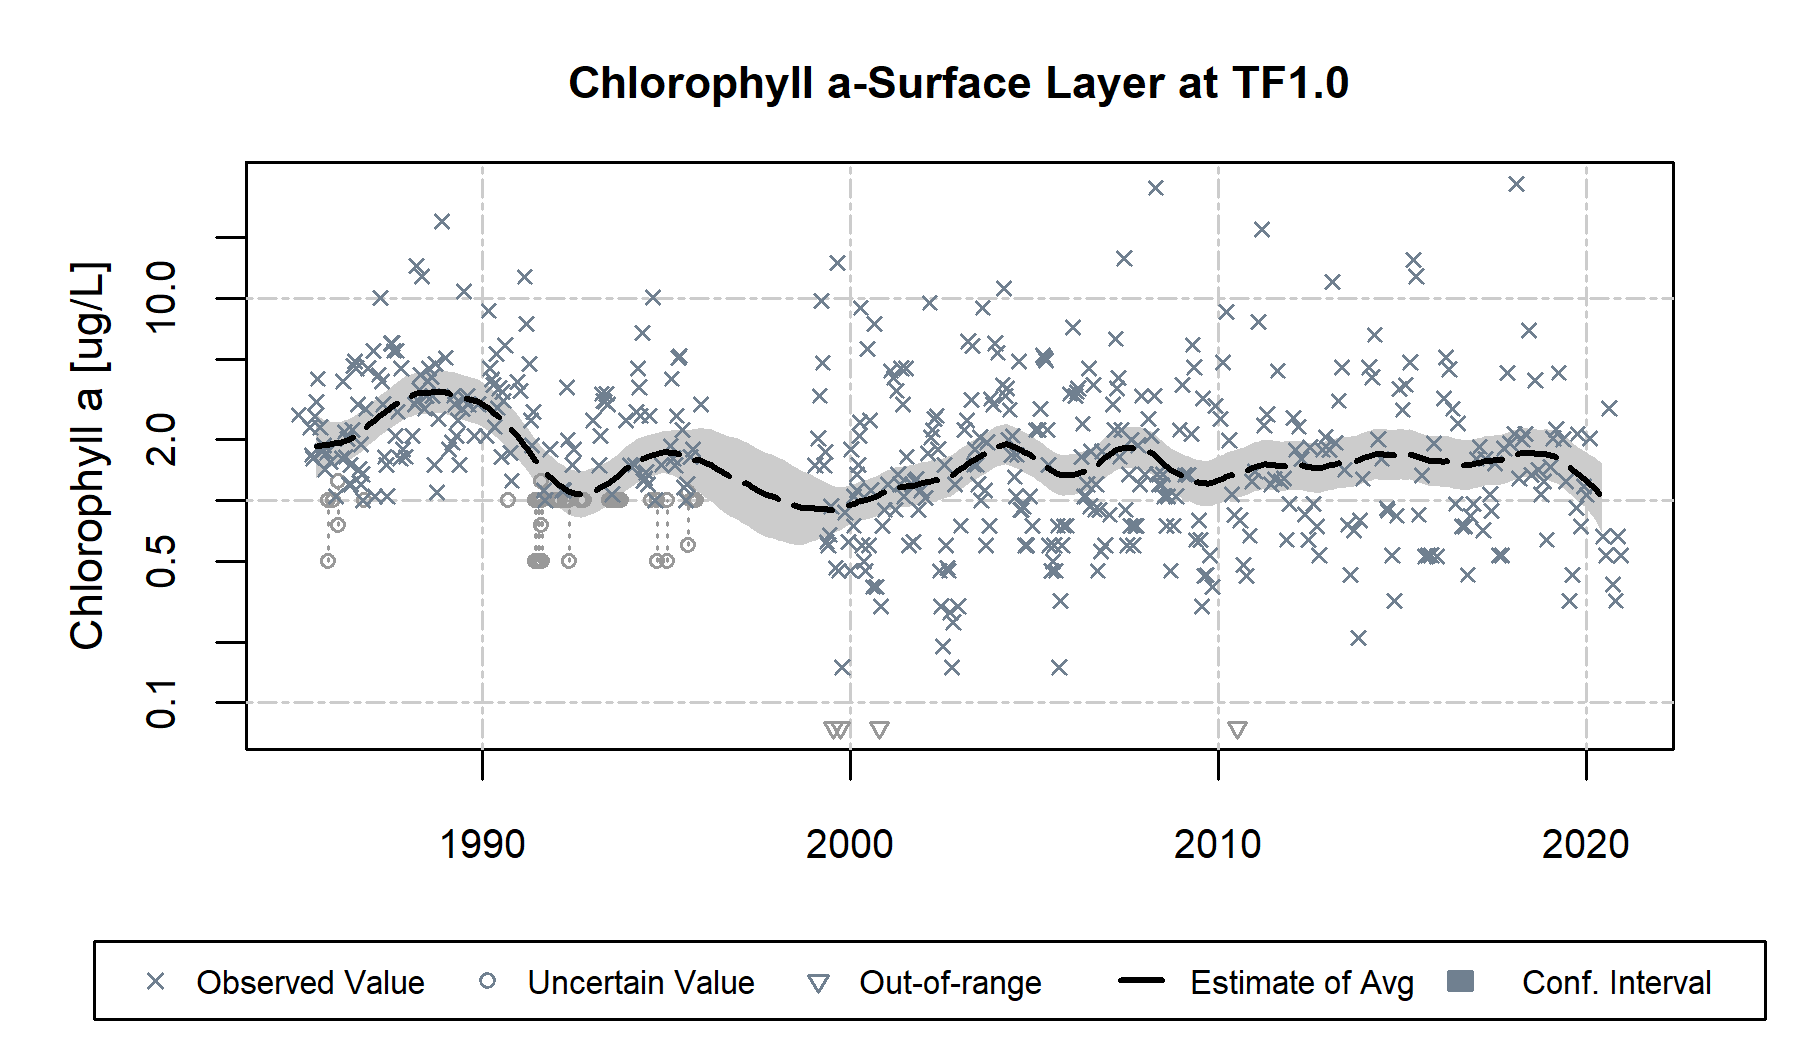 Chlorophyll a-Surface Layer at TF1.0
Chlorophyll a [ug/L]
10.0
2.0
0.5
0.1
1990 2000 2010 2020
Observed Value Uncertain Value Out-of-range Estimate of Avg Conf. Interval